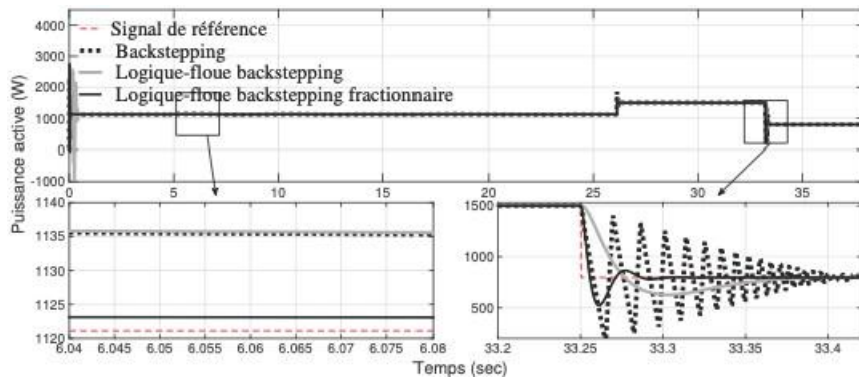 4000
3000
2000
1000
0
-1000
Puissance active (W)
Signal de référence
Backstepping
Logique-floue backstepping
Logique-floue backstepping fractionnaire
0 5 10 15 20 25 30 35
1140
1135
1130
1125
1120
6.04 6.045 6.05 6.055 6.06 6.065 6.07 6.075 6.08
1500
1000
500
33.2 33.25 33.3 33.35 33.4
Temps (sec)